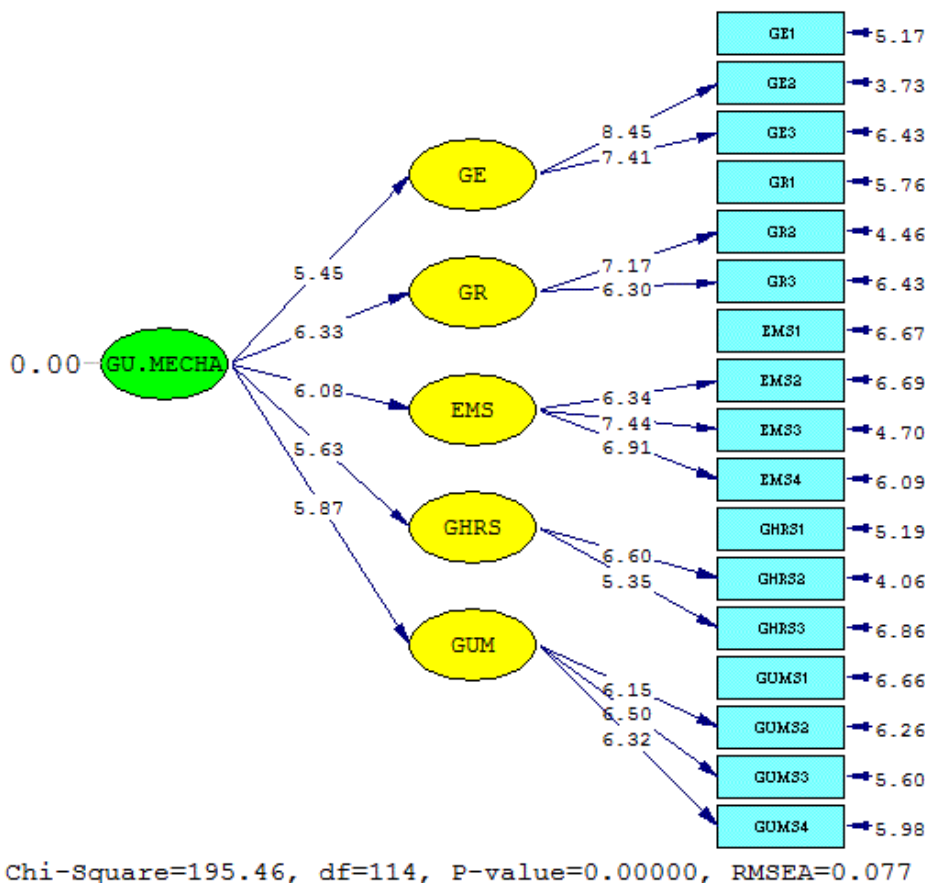 GE1 5.17
GE2 3.73
8.45
GE3 6.43
7.41
GE
GR1 5.76
GR2 4.46
7.17
5.45
GR3 6.43
GR
6.30
EMS1 6.67
6.33
0.00 GU.MECHA
EMS2 6.69
6.08
6.34
EMS
EMS3 4.70
7.44
6.91
5.63
EMS4 6.09
5.87
GHRS1 5.19
GHRS
6.60
GHRS2 4.06
5.35
GHRS3 6.86
GUM
GUMS1 6.66
6.15
6.50
GUMS2 6.26
6.32
GUMS3 5.60
GUMS4 5.98
Chi-Square=195.46, df=114, P-value=0.00000, RMSEA=0.077